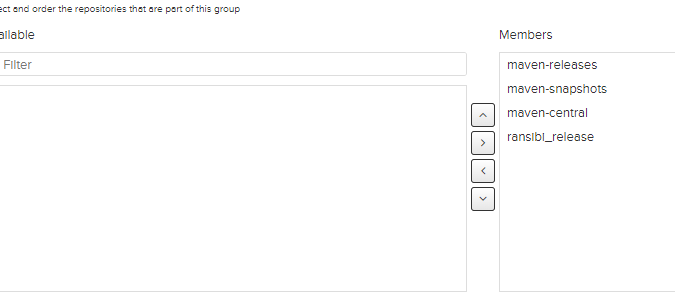 ect and order the repositories that are part of this group
ailable
Members
Filter
maven-releases
maven-snapshots
maven-central
ranslbl_release